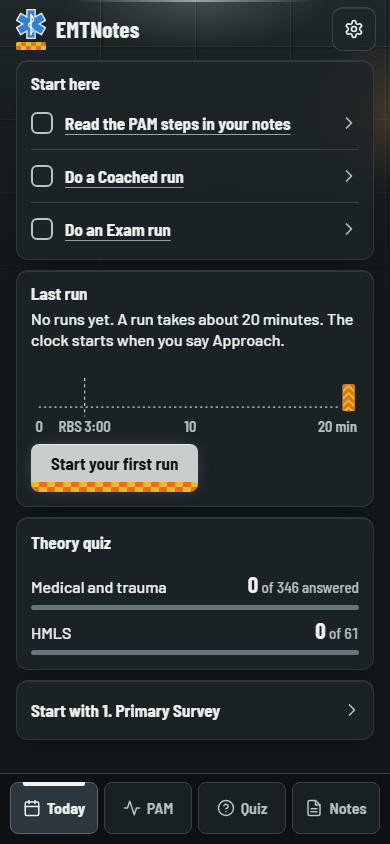 EMTNotes
Start here
Read the PAM steps in your notes
Do a Coached run
Do an Exam run
Last run
No runs yet. A run takes about 20 minutes. The
clock starts when you say Approach.
0 RBS 3:00 10 20 min
Start your first run
Theory quiz
Medical and trauma 0 of 346 answered
HMLS 0 of 61
Start with 1. Primary Survey
Today PAM Quiz Notes